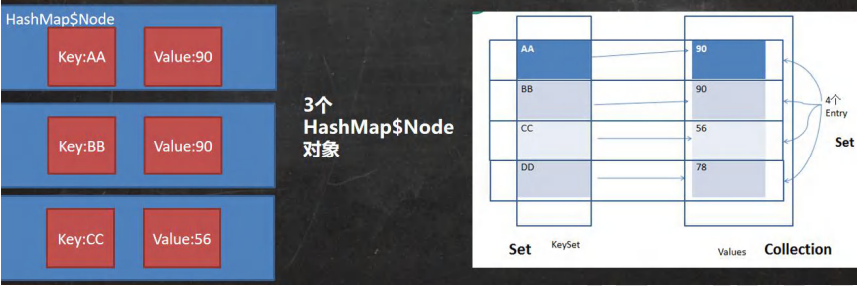 HashMap$Node
Key:AA
Value:90
Key:BB
Value:90
Key:CC
Value:56
3个
HashMap$Node
对象
AA
90
BB
90
CC
56
DD
78
4个
Entry
Set
Set
KeySet
Values
Collection